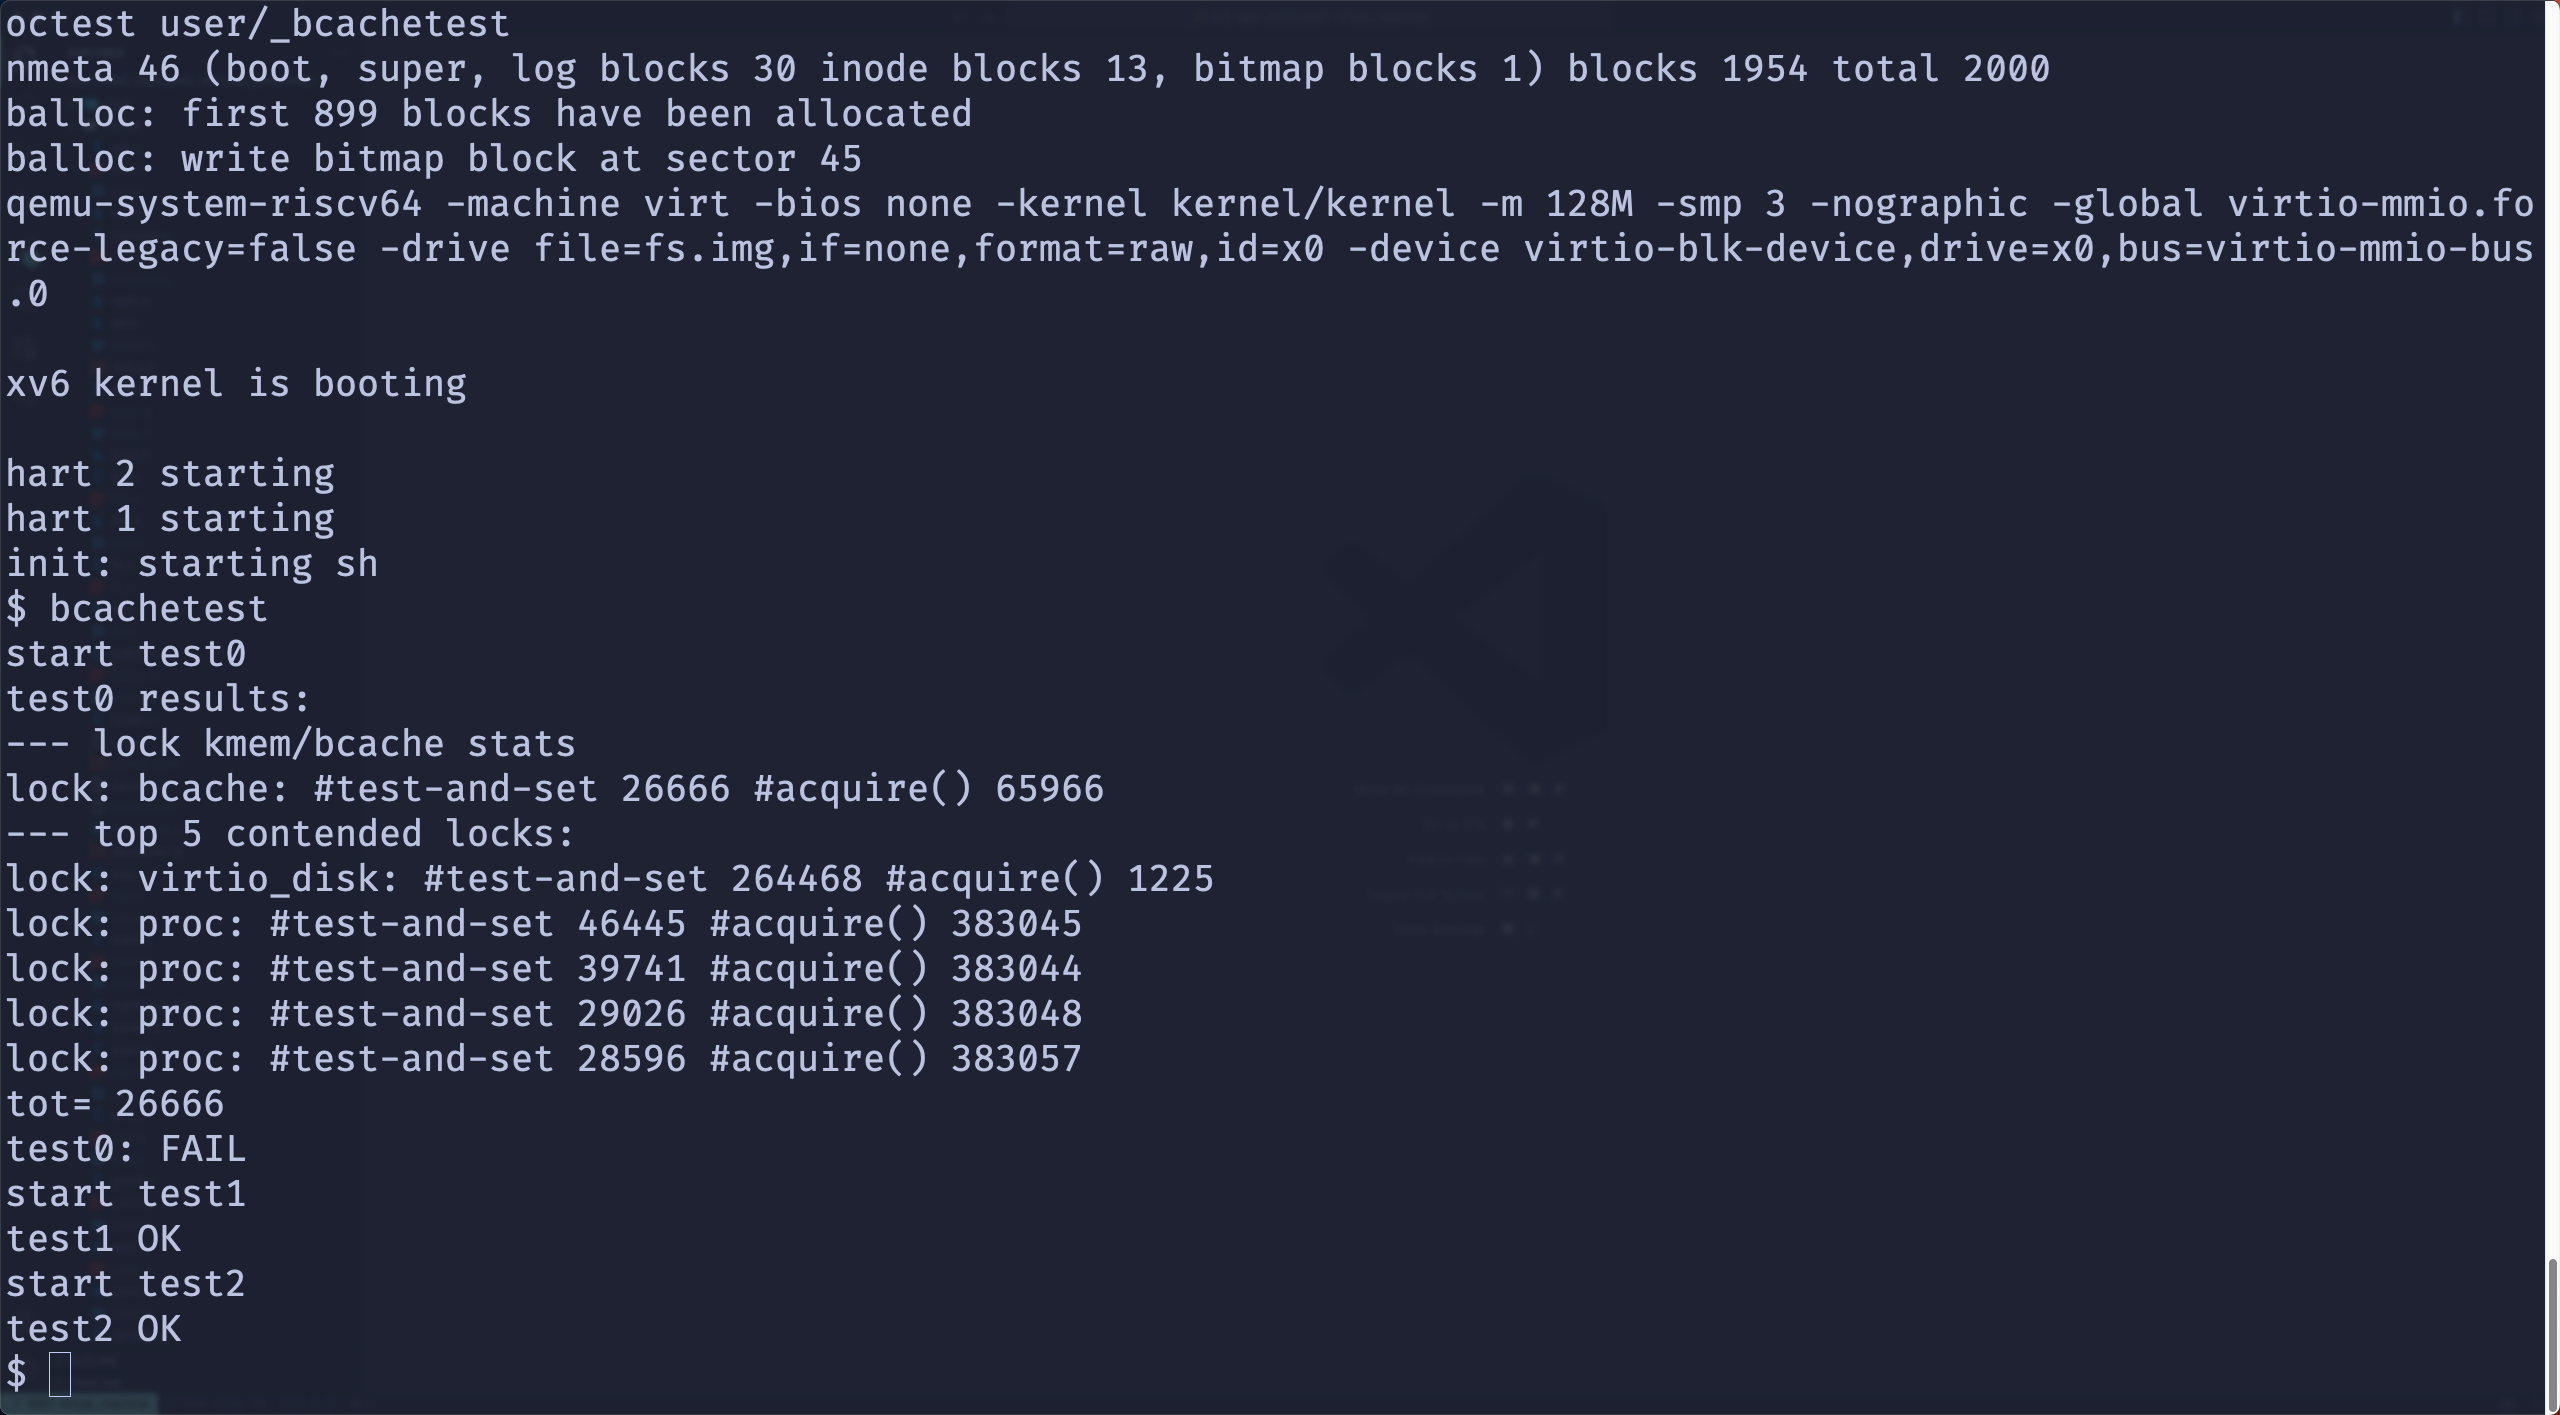 octest user/_bcachetest
nmeta 46 (boot, super, log blocks 30 inode blocks 13, bitmap blocks 1) blocks 1954 total 2000
balloc: first 899 blocks have been allocated
balloc: write bitmap block at sector 45
qemu-system-riscv64 -machine virt -bios none -kernel kernel/kernel -m 128M -smp 3 -nographic -global virtio-mmio.fo
rce-legacy=false -drive file=fs.img,if=none,format=raw,id=x0 -device virtio-blk-device,drive=x0,bus=virtio-mmio-bus
.0
xv6 kernel is booting
hart 2 starting
hart 1 starting
init: starting sh
$ bcachetest
start test0
test0 results:
--- lock kmem/bcache stats
lock: bcache: #test-and-set 26666 #acquire() 65966
--- top 5 contended locks:
lock: virtio_disk: #test-and-set 264468 #acquire() 1225
lock: proc: #test-and-set 46445 #acquire() 383045
lock: proc: #test-and-set 39741 #acquire() 383044
lock: proc: #test-and-set 29026 #acquire() 383048
lock: proc: #test-and-set 28596 #acquire() 383057
tot= 26666
test0: FAIL
start test1
test1 OK
start test2
test2 OK
$